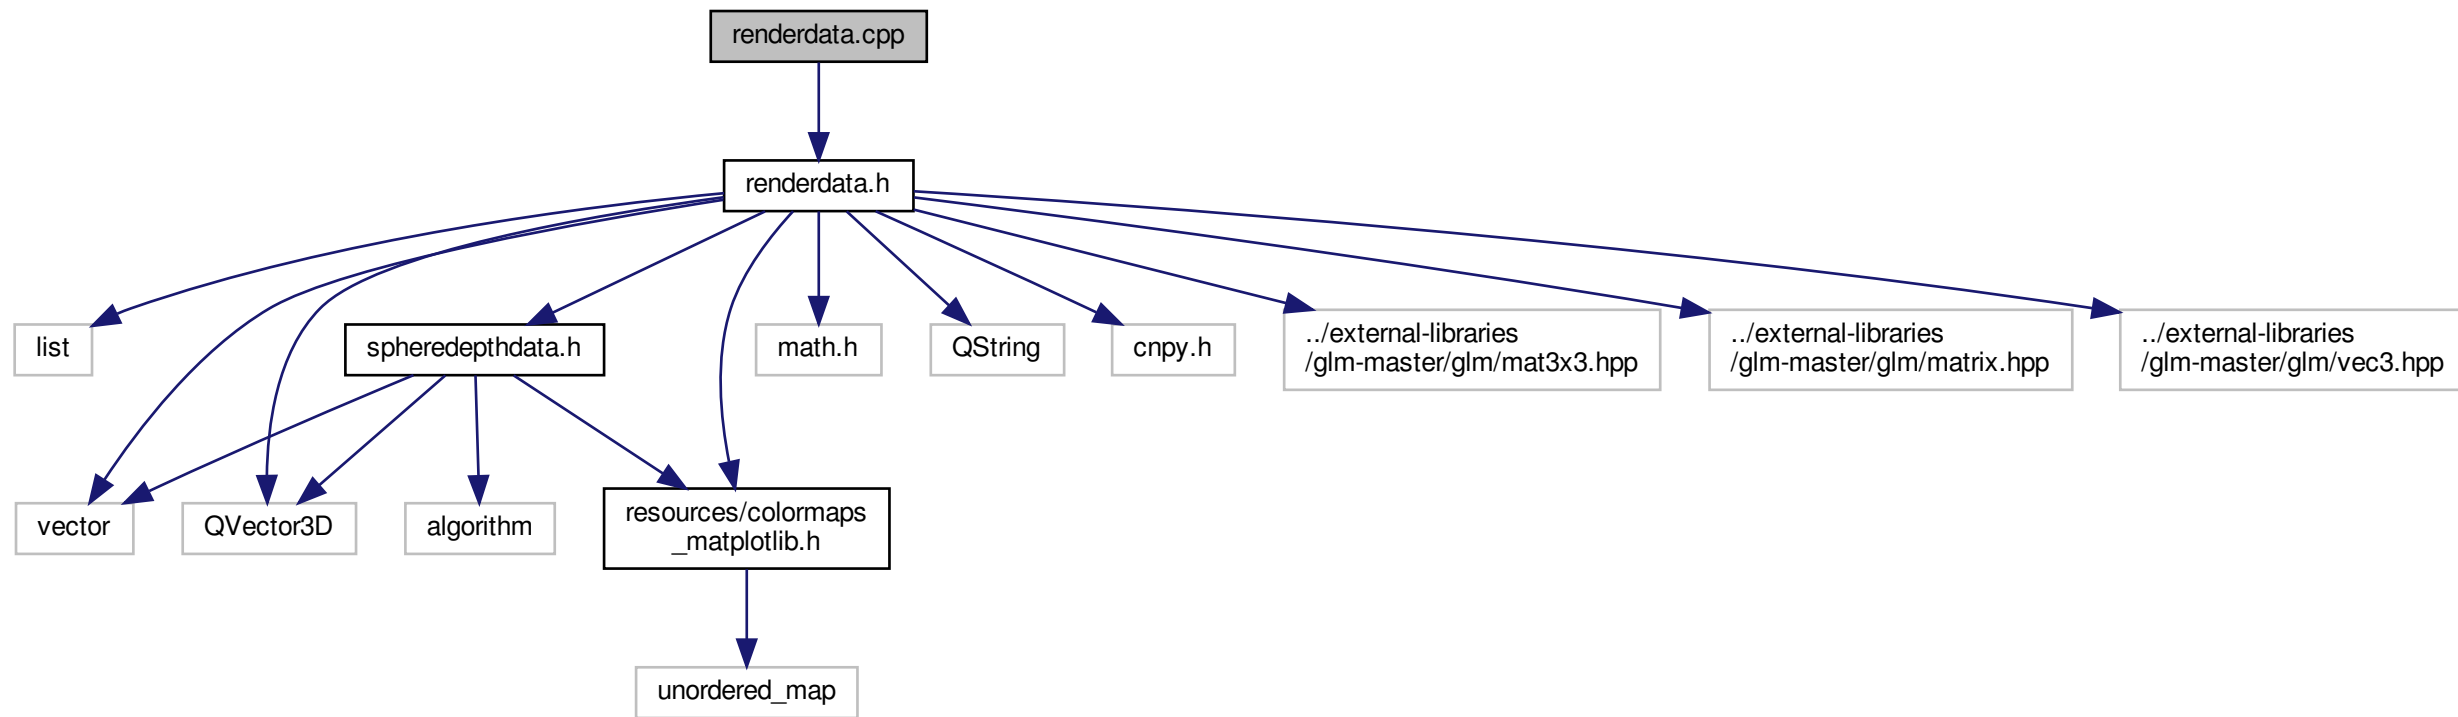 renderdata.cpp
renderdata.h
list
spheredepthdata.h
math.h
QString
cnpy.h
../external-libraries
/glm-master/glm/mat3x3.hpp
../external-libraries
/glm-master/glm/matrix.hpp
../external-libraries
/glm-master/glm/vec3.hpp
vector
QVector3D
algorithm
resources/colormaps
_matplotlib.h
unordered_map